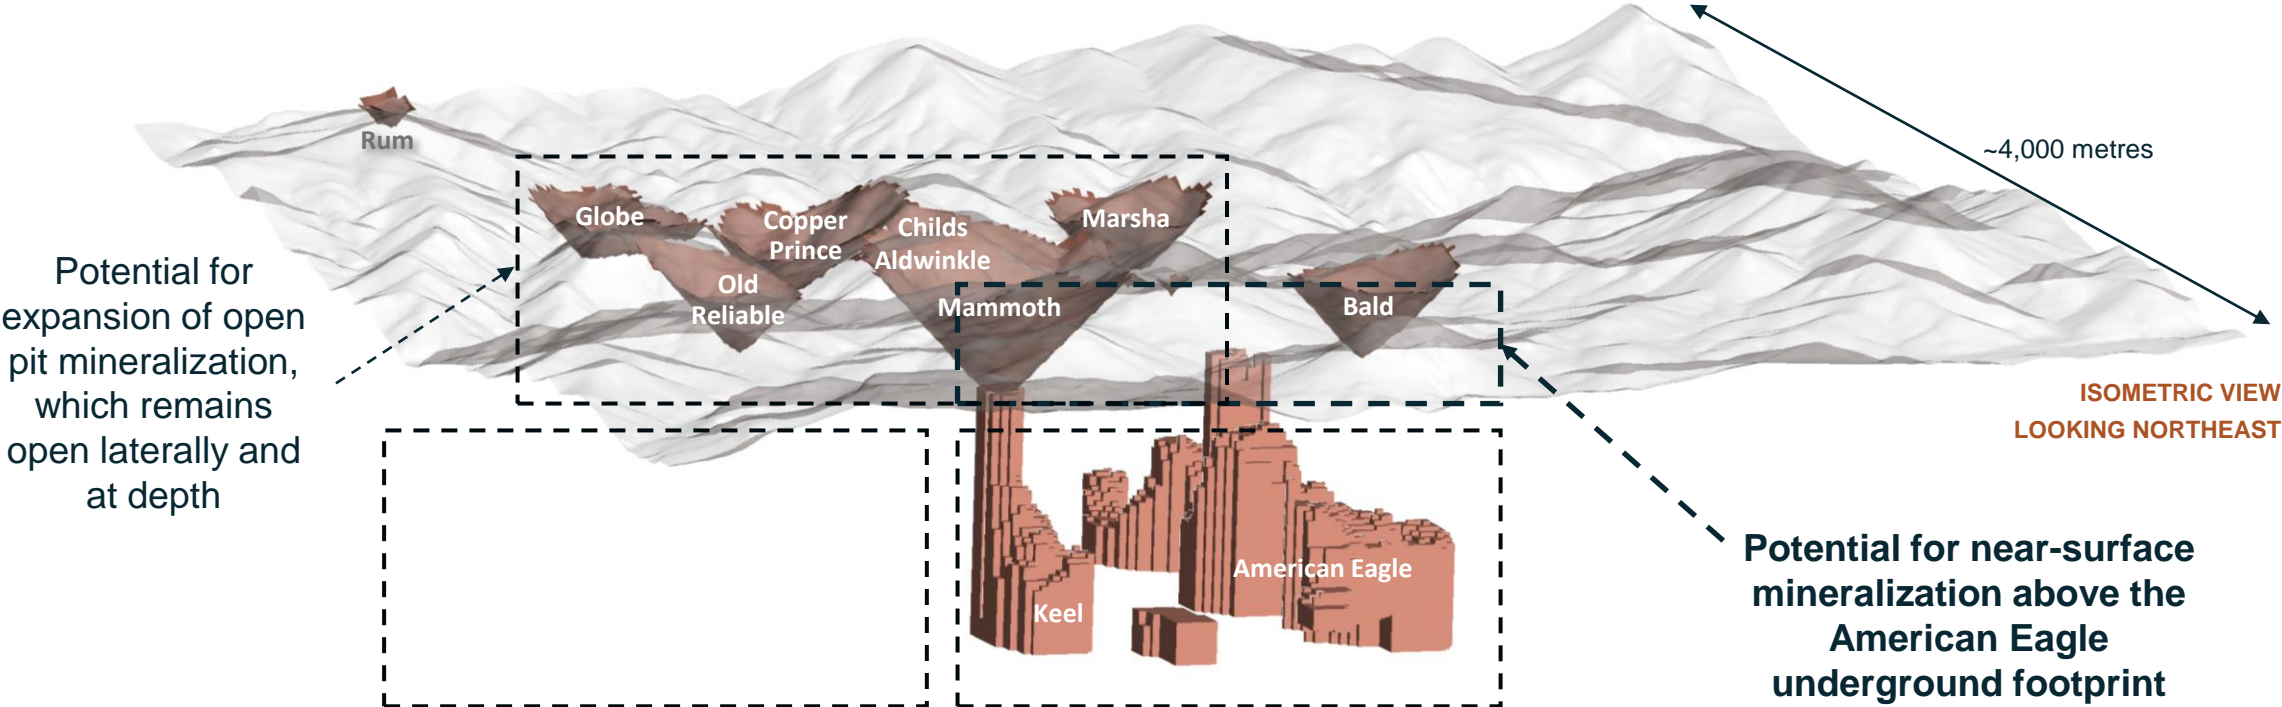 ~4,000 metres
Rum
Globe
Copper
Prince
Childs
Aldwinkle
Marsha
Old
Reliable
Mammoth
Bald
Potential for
expansion of open
pit mineralization,
which remains
open laterally and
at depth
ISOMETRIC VIEW
LOOKING NORTHEAST
American Eagle
Keel
Potential for near-surface
mineralization above the
American Eagle
underground footprint